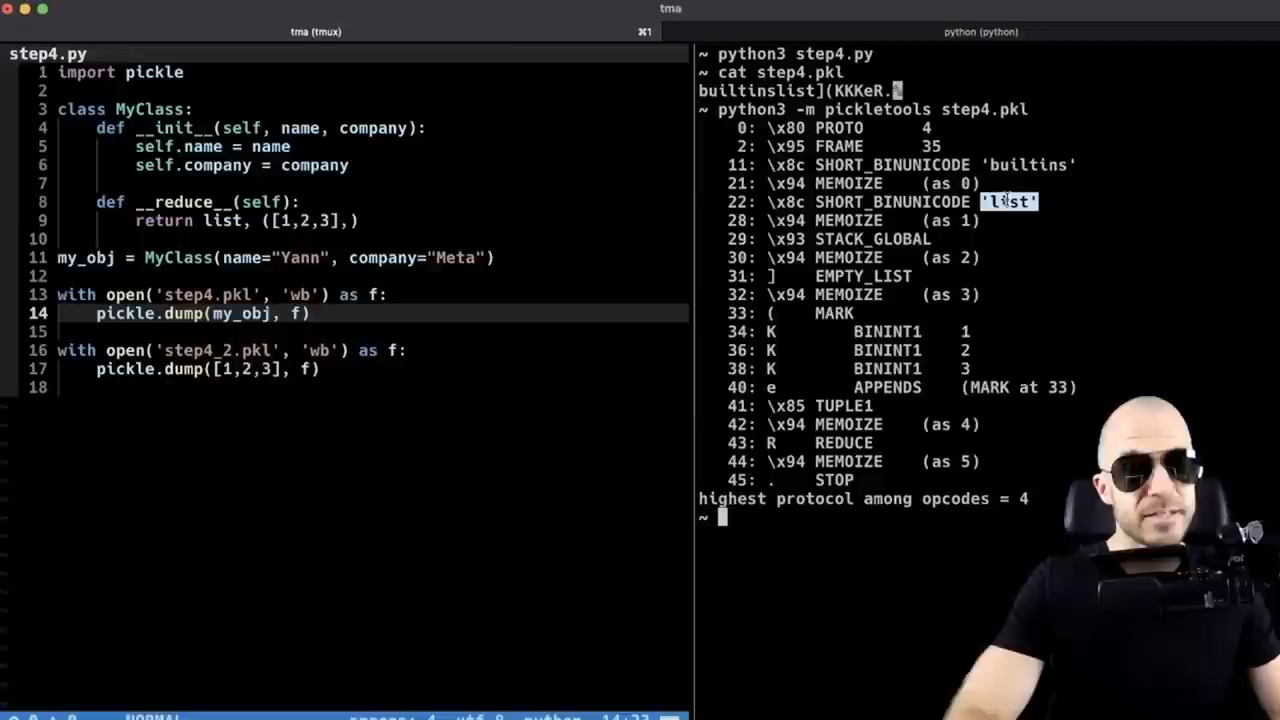 tma
tma (tmux)
⌘1
python (python)
step4.py
1 import pickle
2
3 class MyClass:
4 def __init__(self, name, company):
5 self.name = name
6 self.company = company
7
8 def __reduce__(self):
9 return list, ([1,2,3],)
10
11 my_obj = MyClass(name="Yann", company="Meta")
12
13 with open('step4.pkl', 'wb') as f:
14 pickle.dump(my_obj, f)
15
16 with open('step4_2.pkl', 'wb') as f:
17 pickle.dump([1,2,3], f)
18
NORMAL
~ python3 step4.py
~ cat step4.pkl
builtinslist](KKKeR.%
~ python3 -m pickletools step4.pkl
0: \x80 PROTO 4
2: \x95 FRAME 35
11: \x8c SHORT_BINUNICODE 'builtins'
21: \x94 MEMOIZE (as 0)
22: \x8c SHORT_BINUNICODE 'list'
28: \x94 MEMOIZE (as 1)
29: \x93 STACK_GLOBAL
30: \x94 MEMOIZE (as 2)
31: ] EMPTY_LIST
32: \x94 MEMOIZE (as 3)
33: ( MARK
34: K BININT1 1
36: K BININT1 2
38: K BININT1 3
40: e APPENDS (MARK at 33)
41: \x85 TUPLE1
42: \x94 MEMOIZE (as 4)
43: R REDUCE
44: \x94 MEMOIZE (as 5)
45: . STOP
highest protocol among opcodes = 4
~